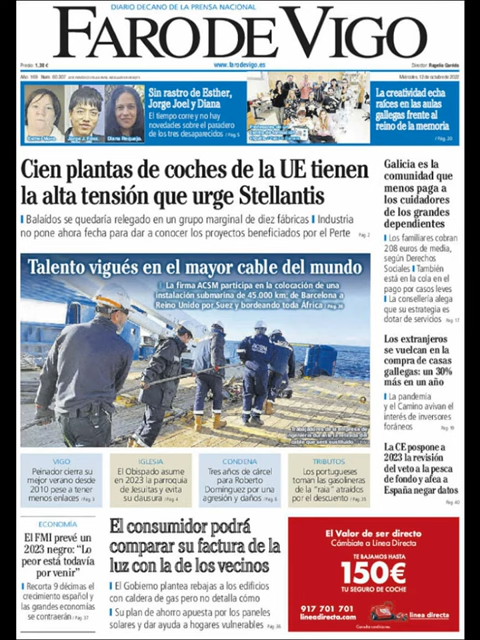 DIARIO DECANO DE LA PRENSA NACIONAL
FARO DE VIGO
www.farodevigo.es
Director: Rogelio Garrido
Sin rastro de Esther,
Jorge Joel y Diana
El tiempo corre y no hay
novedades sobre el paradero
de los tres desaparecidos / Pág 5
La creatividad echa
raíces en las aulas
gallegas frente al
reino de la memoria
Cien plantas de coches de la UE tienen
la alta tensión que urge Stellantis
Balaídos se quedaría relegado en un grupo marginal de diez fábricas
Industria
no pone ahora fecha para dar a conocer los proyectos beneficiados por el Perte
Galicia es la
comunidad que
menos paga a
los cuidadores
de los grandes
dependientes
Los familiares cobran
208 euros de media,
según Derechos
Sociales
También
está en la cola en el
pago por casos leves
La consellería alega
que su estrategia es
dotar de servicios
Talento vigués en el mayor cable del mundo
La firma ACSM participa en la colocación de una
instalación submarina de 45.000 km: de Barcelona a
Reino Unido por Suez y bordeando toda África
Los extranjeros
se vuelcan en la
compra de casas
gallegas: un 30%
más en un año
La pandemia
y el Camino avivan el
interés de inversores
foráneos
La CE pospone a
2023 la revisión
del veto a la pesca
de fondo y afea a
España negar datos
VIGO
Peinador cierra su
mejor verano desde
2010 pese a tener
menos enlaces
IGLESIA
El Obispado asume
en 2023 la parroquia
de Jesuitas y evita
su clausura
CONDENA
Tres años de cárcel
para Roberto
Domínguez por una
agresión y daños
TRIBUTOS
Los portugueses
toman las gasolineras
de la "raia" atraídos
por el descuento
ECONOMÍA
El FMI prevé un
2023 negro: "Lo
peor está todavía
por venir"
Recorta 9 décimas el
crecimiento español y
las grandes economías
se contraerán
El consumidor podrá
comparar su factura de la
luz con la de los vecinos
El Gobierno plantea rebajas a los edificios
con caldera de gas pero no detalla cómo
Su plan de ahorro apuesta por los paneles
solares y dar ayuda a hogares vulnerables
El Valor de ser directo
Cámbiate a Línea Directa
TE BAJAMOS HASTA
150€
TU SEGURO DE COCHE
917 701 701
lineadirecta.com
línea directa